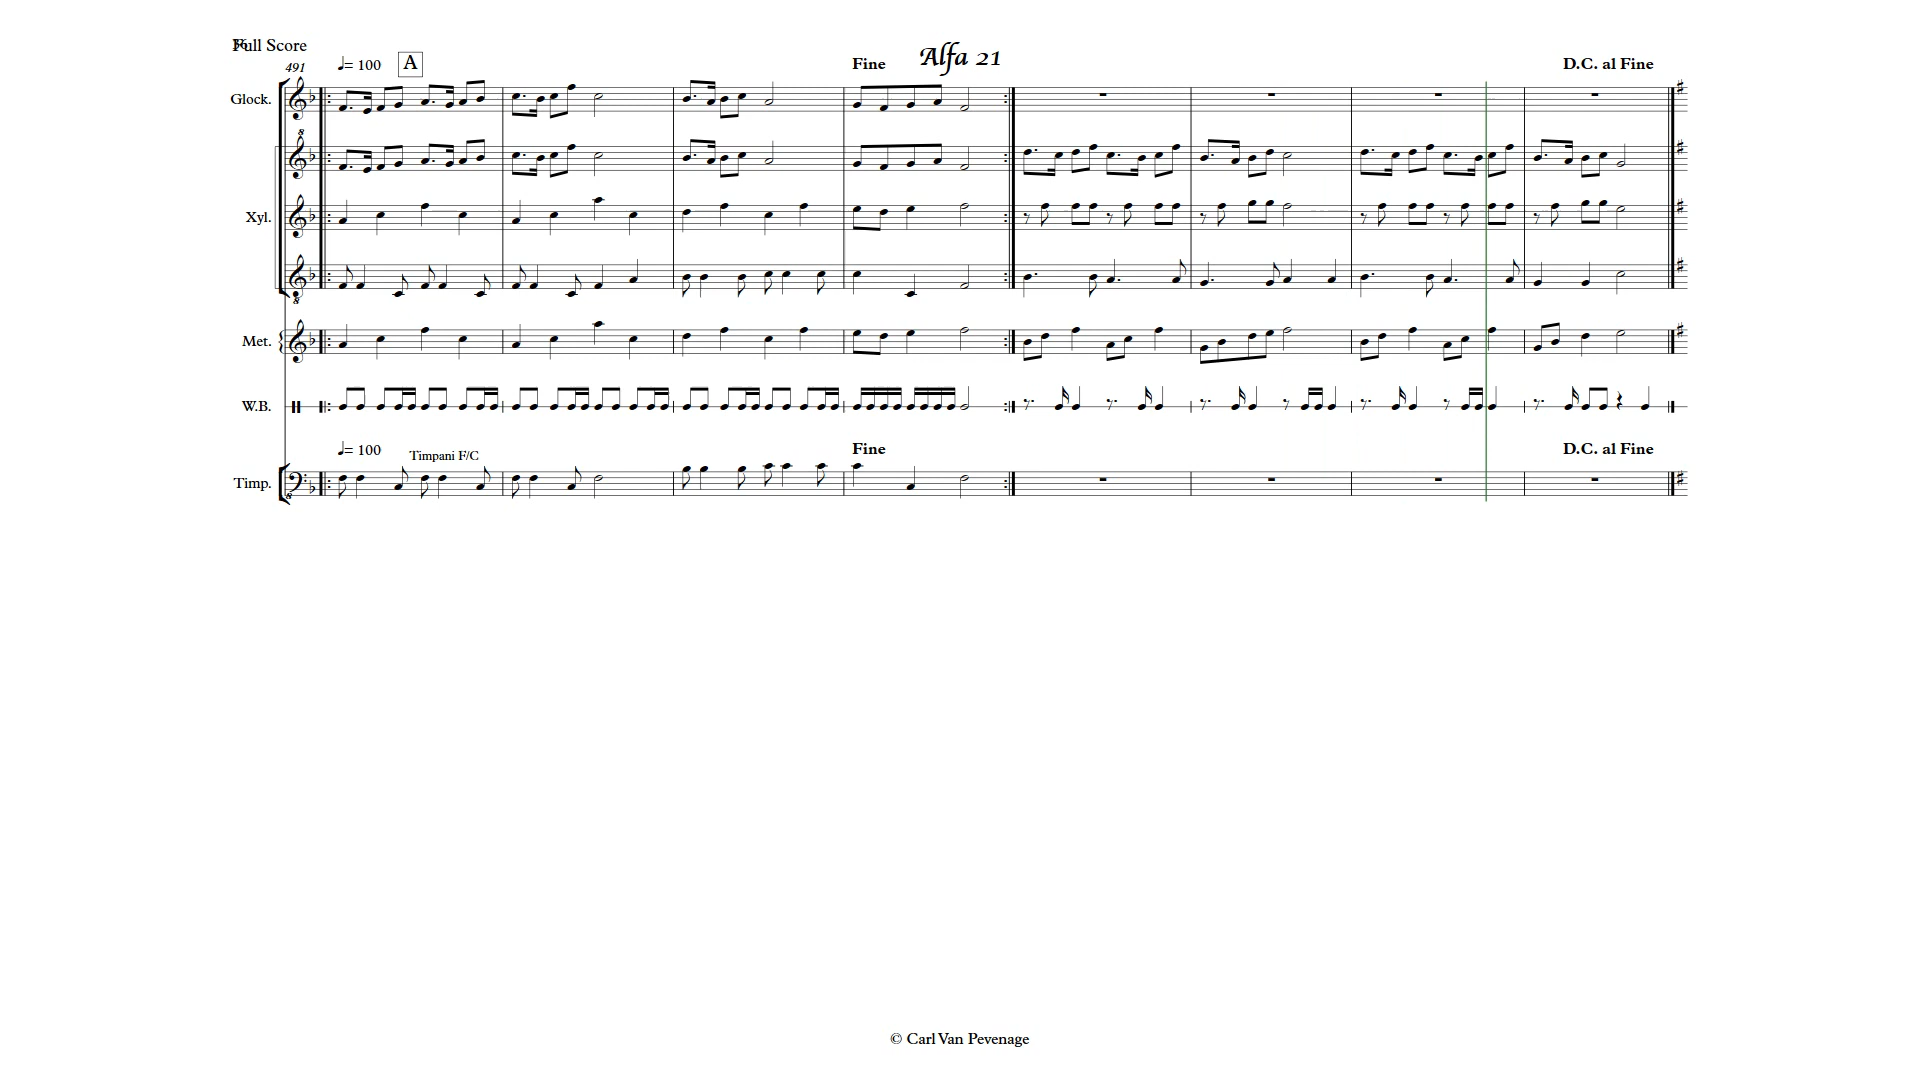 Full Score
Alfa 21
491
♩= 100
A
Fine
D.C. al Fine
Glock.
Xyl.
Met.
W.B.
♩= 100
Timpani F/C
Fine
D.C. al Fine
Timp.
© Carl Van Pevenage